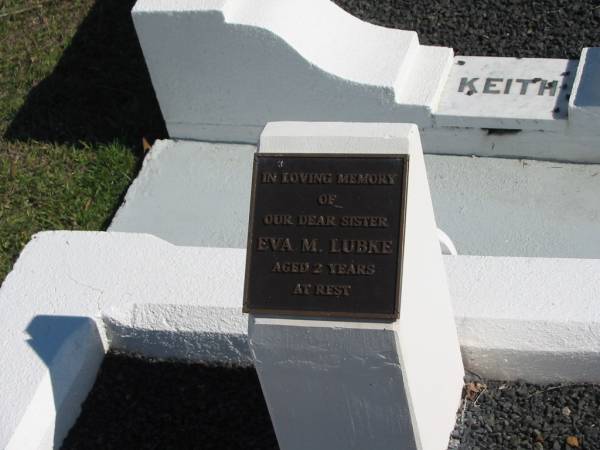 KEITH
IN LOVING MEMORY
OF
OUR DEAR SISTER
EVA M. LUBKE
AGED 2 YEARS
AT REST